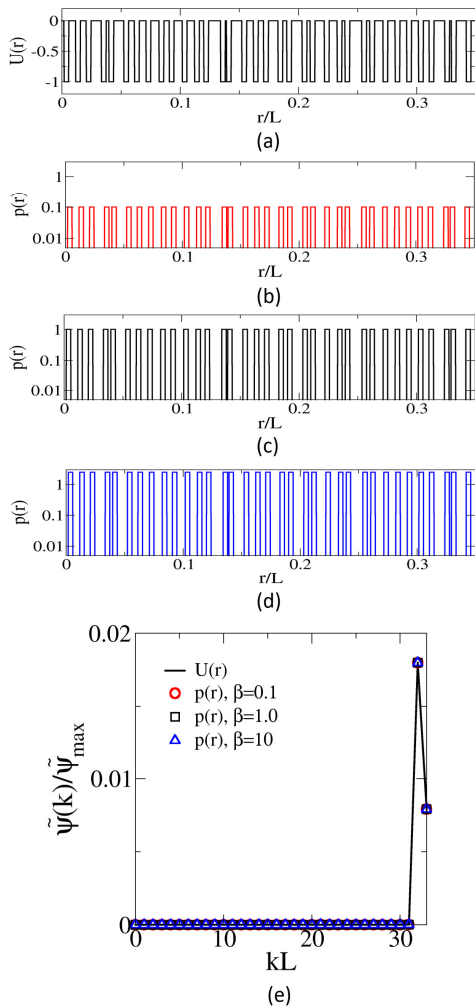 0
-0.5
-1
U(r)
0 0.1 0.2 0.3
r/L
(a)
1
0.1
0.01
p(r)
0 0.1 0.2 0.3
r/L
(b)
1
0.1
0.01
p(r)
0 0.1 0.2 0.3
r/L
(c)
1
0.1
0.01
p(r)
0 0.1 0.2 0.3
r/L
(d)
0.02
0.01
0
ψ̃(k)/ψ̃max
U(r)
p(r), β=0.1
p(r), β=1.0
p(r), β=10
0 10 20 30
kL
(e)